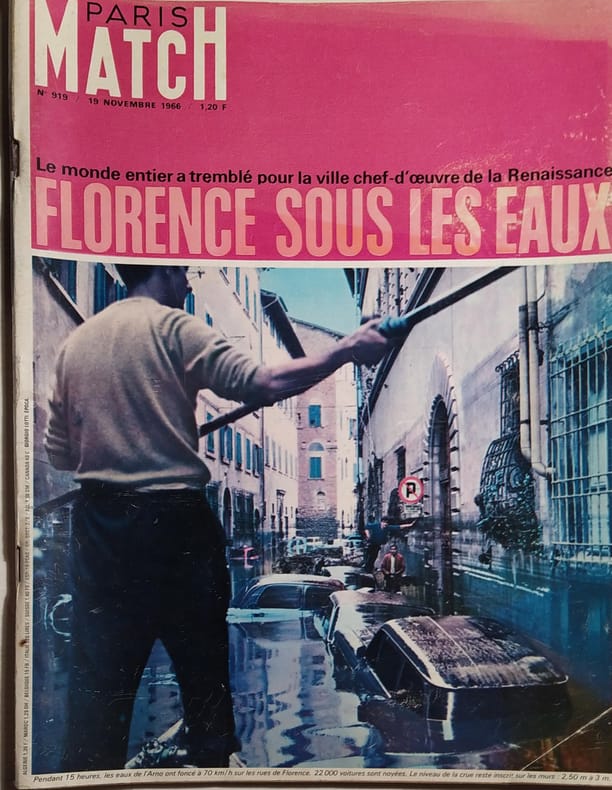 PARIS
MATCH
N° 919 / 19 NOVEMBRE 1966 / 1,20 F
Le monde entier a tremblé pour la ville chef-d'œuvre de la Renaissance
FLORENCE SOUS LES EAUX
P
Pendant 15 heures, les eaux de l'Arno ont foncé à 70 km/h sur les rues de Florence. 22 000 voitures sont noyées. Le niveau de la crue reste inscrit sur les murs : 2,50 m à 3 m.